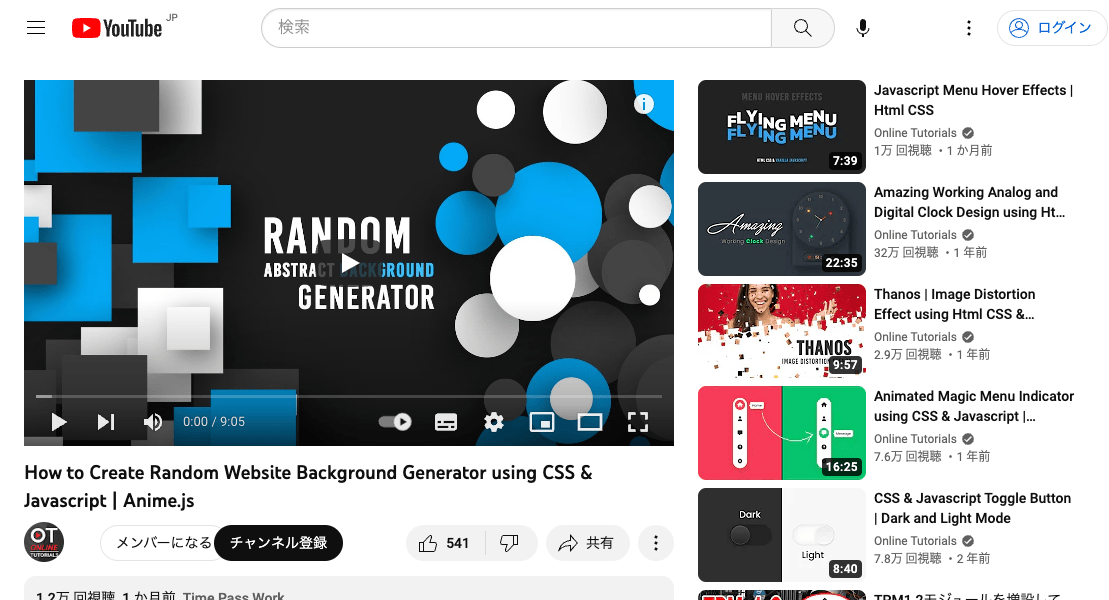 YouTube JP
検索
ログイン
RANDOM
ABSTRACT BACKGROUND
GENERATOR
0:00 / 9:05
How to Create Random Website Background Generator using CSS &
Javascript | Anime.js
OT
ONLINE
TUTORIALS
メンバーになる
チャンネル登録
541
共有
1.2万 回視聴 1 か月前 Time Pass Work
MENU HOVER EFFECTS
FLYING MENU
FLYING MENU
HTML CSS & VANILLA JAVASCRIPT
7:39
Javascript Menu Hover Effects |
Html CSS
Online Tutorials
1万 回視聴 ・1 か月前
Amazing
Working Clock Design
22:35
Amazing Working Analog and
Digital Clock Design using Ht…
Online Tutorials
32万 回視聴 ・1 年前
THANOS
IMAGE DISTORTION
9:57
Thanos | Image Distortion
Effect using Html CSS &…
Online Tutorials
2.9万 回視聴 ・1 年前
Home
Message
16:25
Animated Magic Menu Indicator
using CSS & Javascript |…
Online Tutorials
7.6万 回視聴 ・1 年前
Dark
Light
8:40
CSS & Javascript Toggle Button
| Dark and Light Mode
Online Tutorials
7.8万 回視聴 ・2 年前
TPM1.2モジュールを増設して